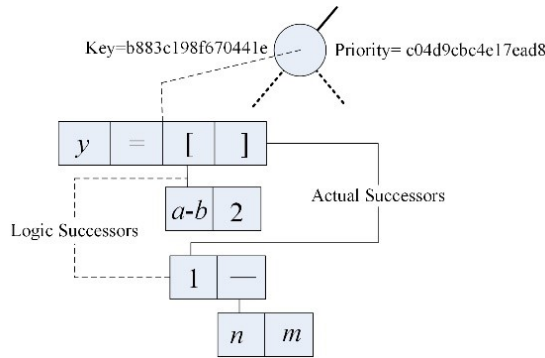 Key=b883c198f670441e Priority= c04d9cbc4e17ead8
y = [ ]
a-b 2
Actual Successors
Logic Successors
1 —
n m